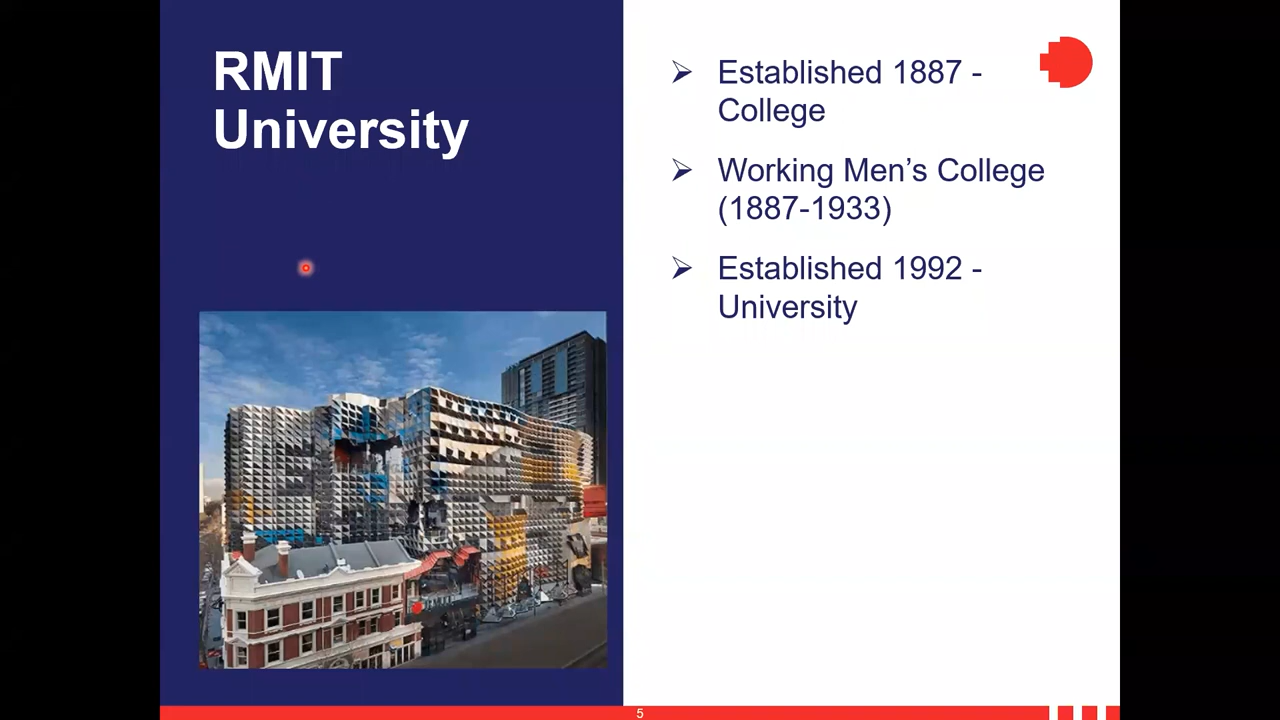 RMIT
University
➢ Established 1887 -
College
➢ Working Men’s College
(1887-1933)
➢ Established 1992 -
University
5